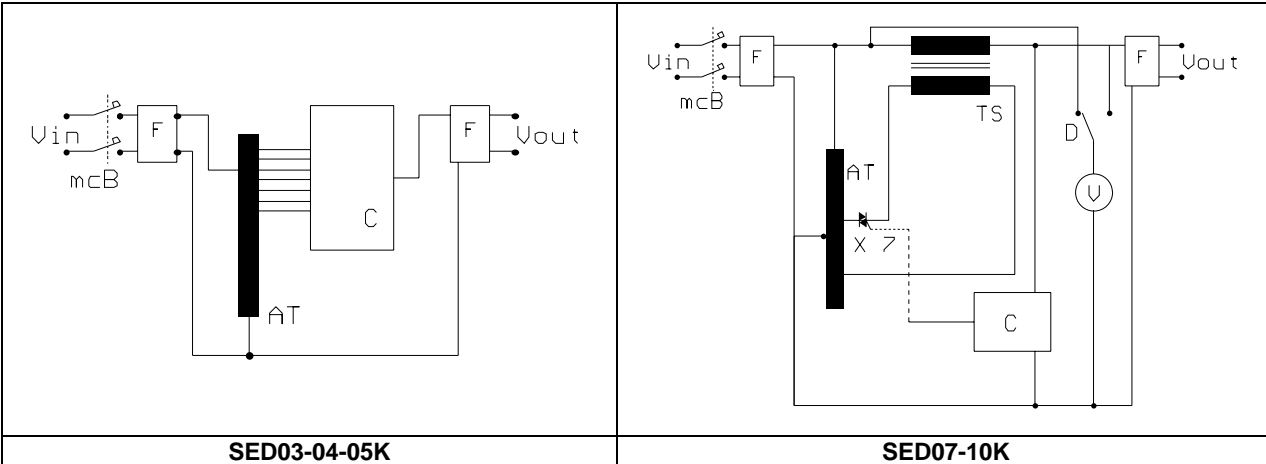 Vin
mcB
F
AT
C
F
Vout
SED03-04-05K
Vin
mcB
F
TS
AT
X 7
C
D
V
F
Vout
SED07-10K